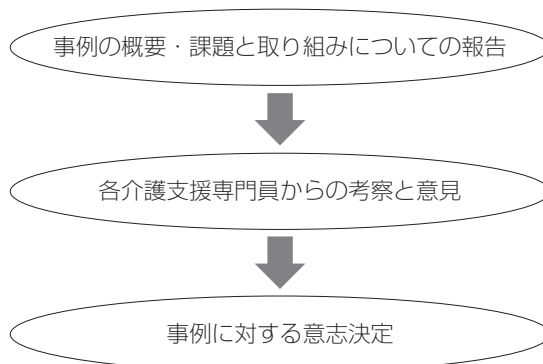 事例の概要・課題と取り組みについての報告
各介護支援専門員からの考察と意見
事例に対する意志決定